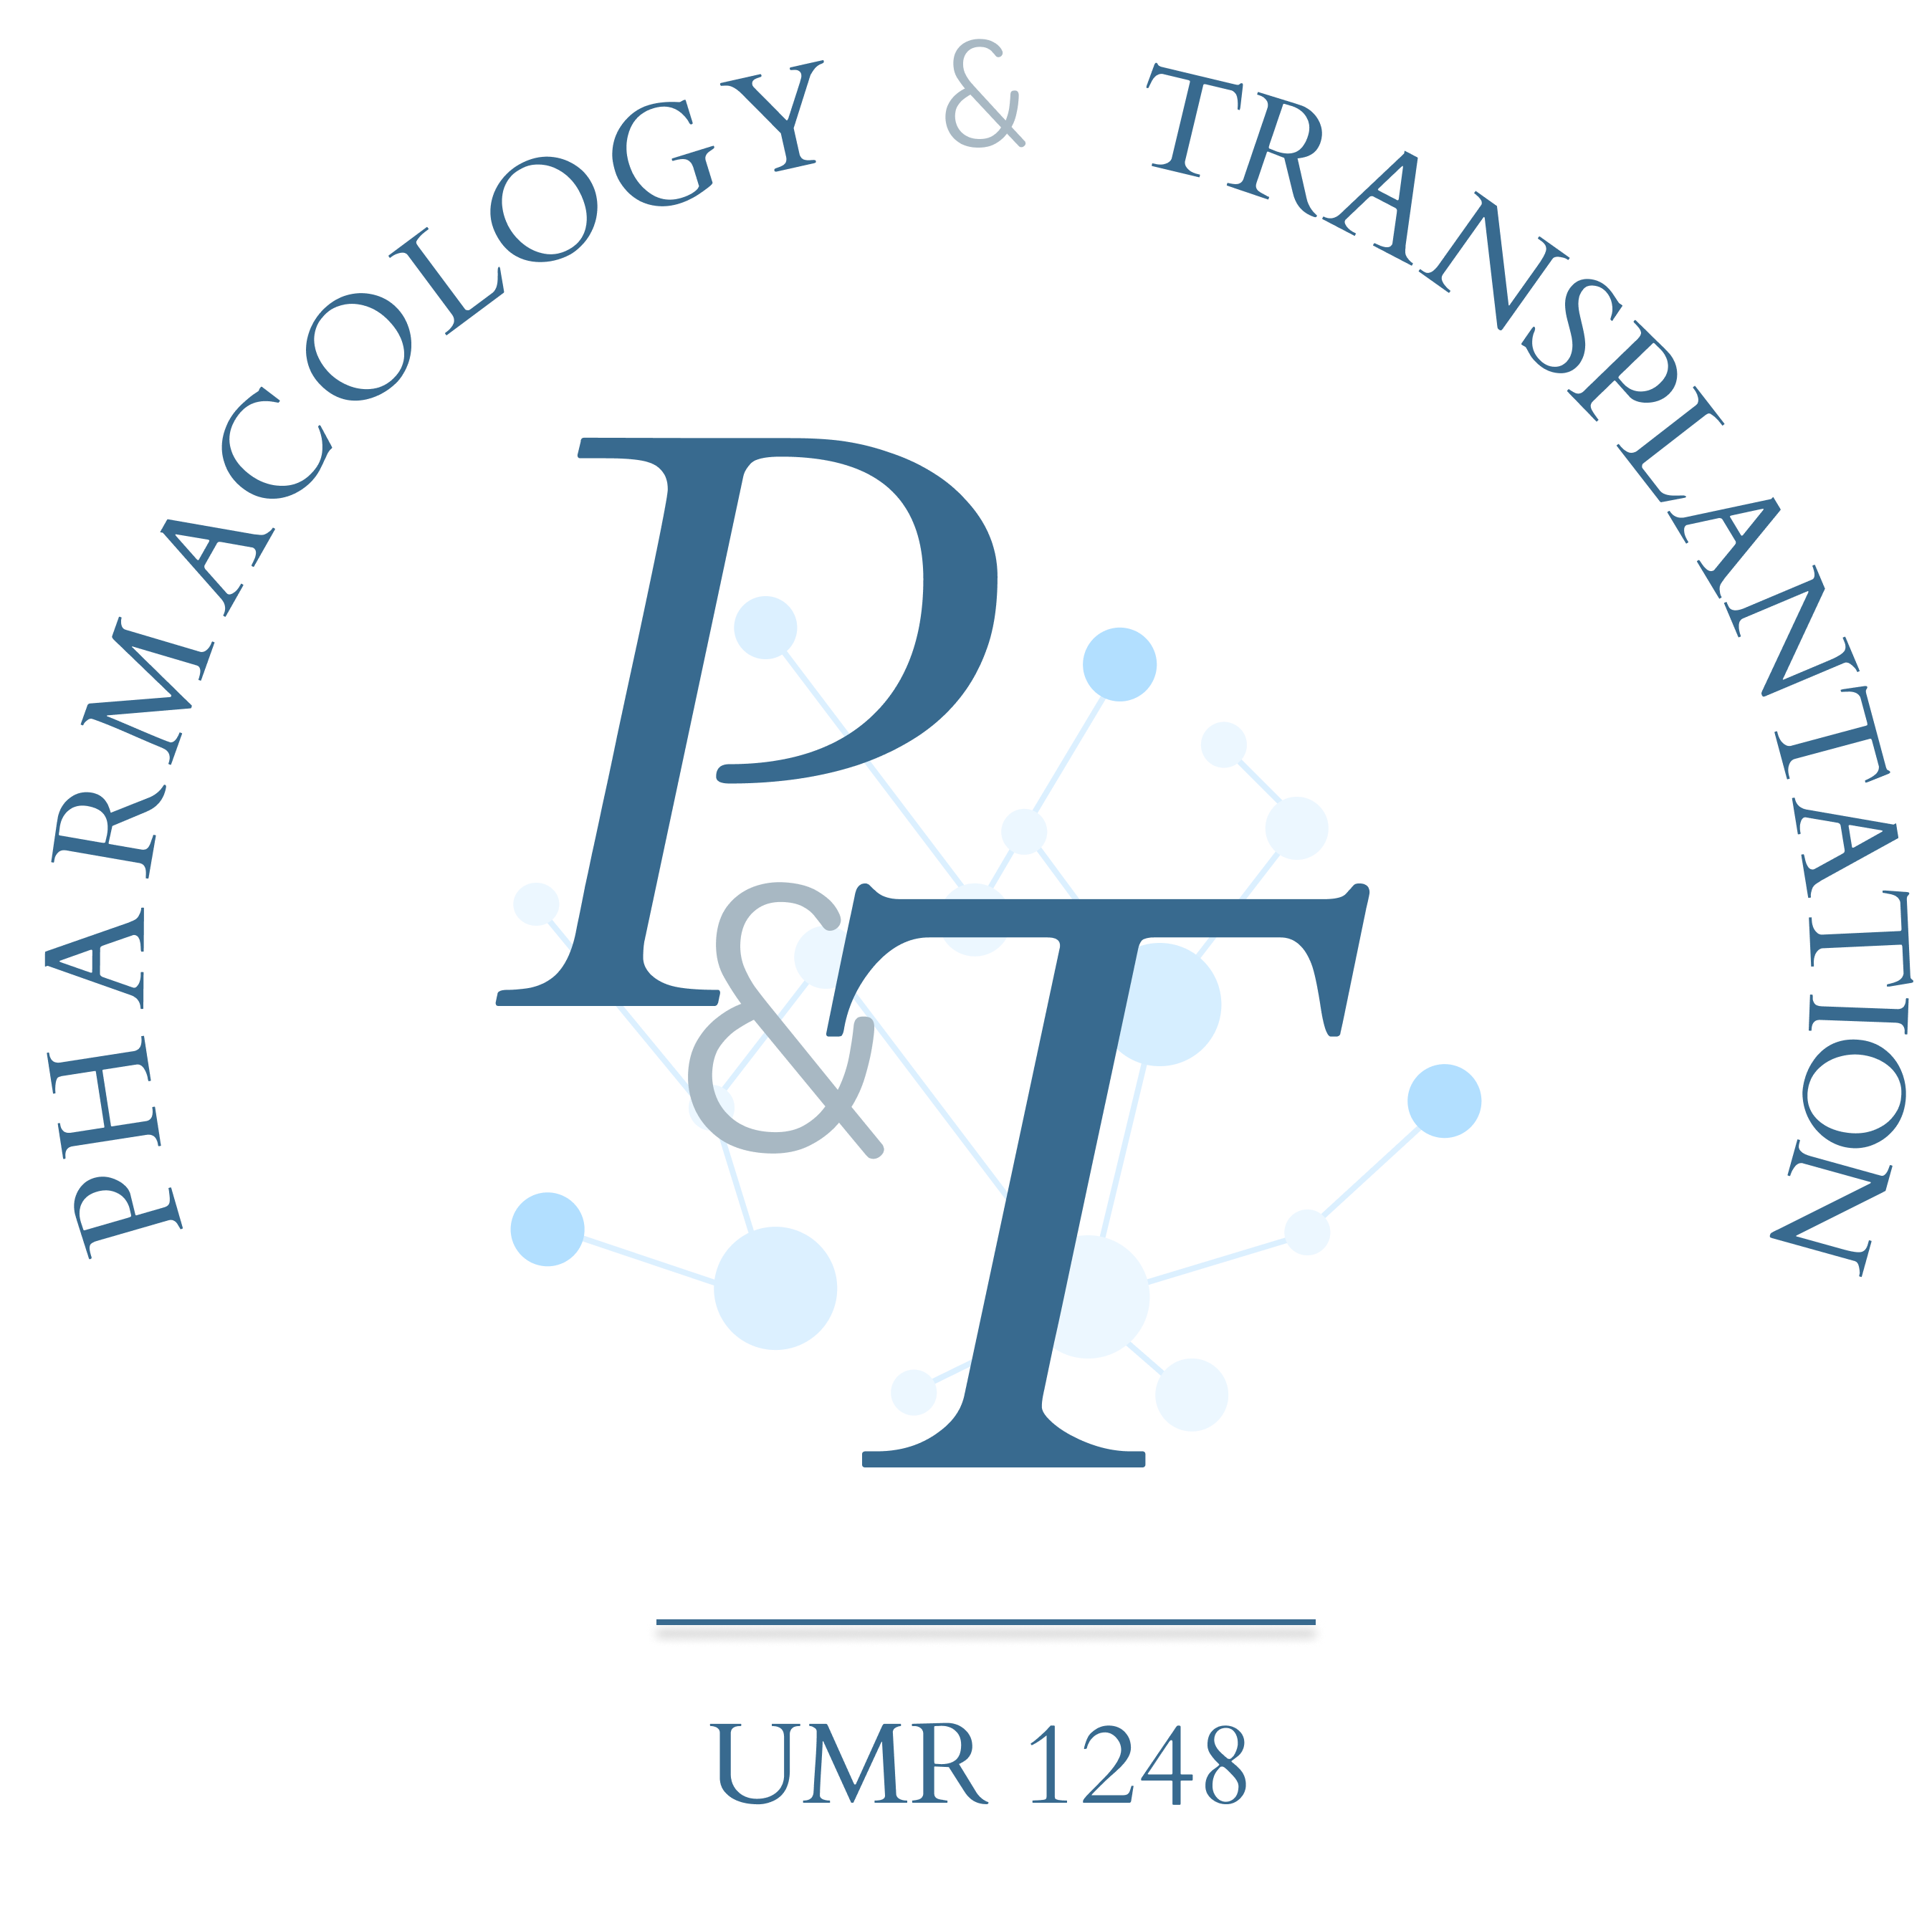 PHARMACOLOGY & TRANSPLANTATION
P
&
T
UMR 1248